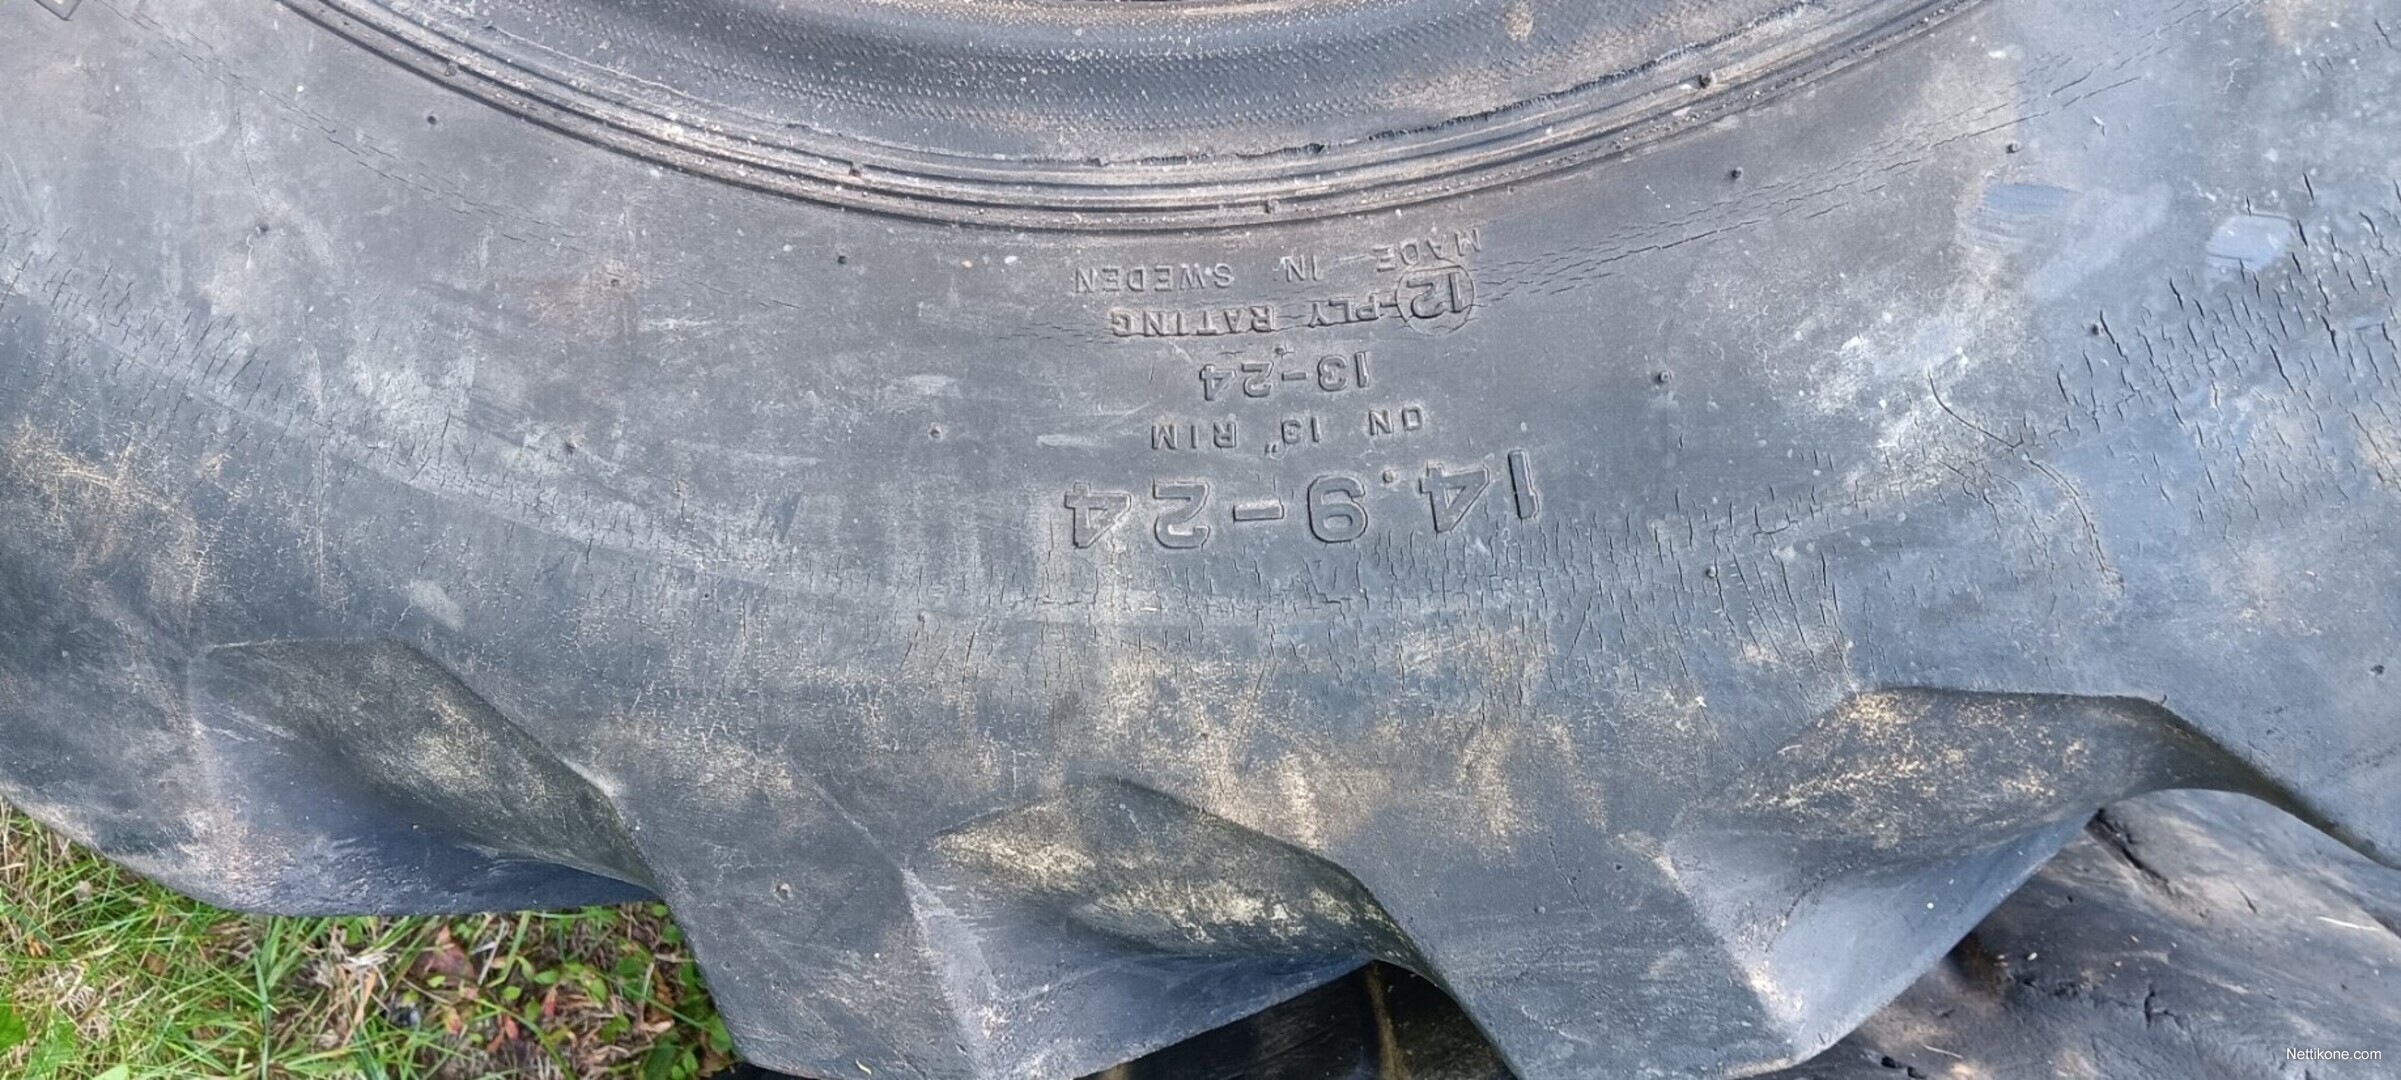 14.9-24
ON 13" RIM
13-24
12-PLY RATING
MADE IN SWEDEN
Nettikone.com